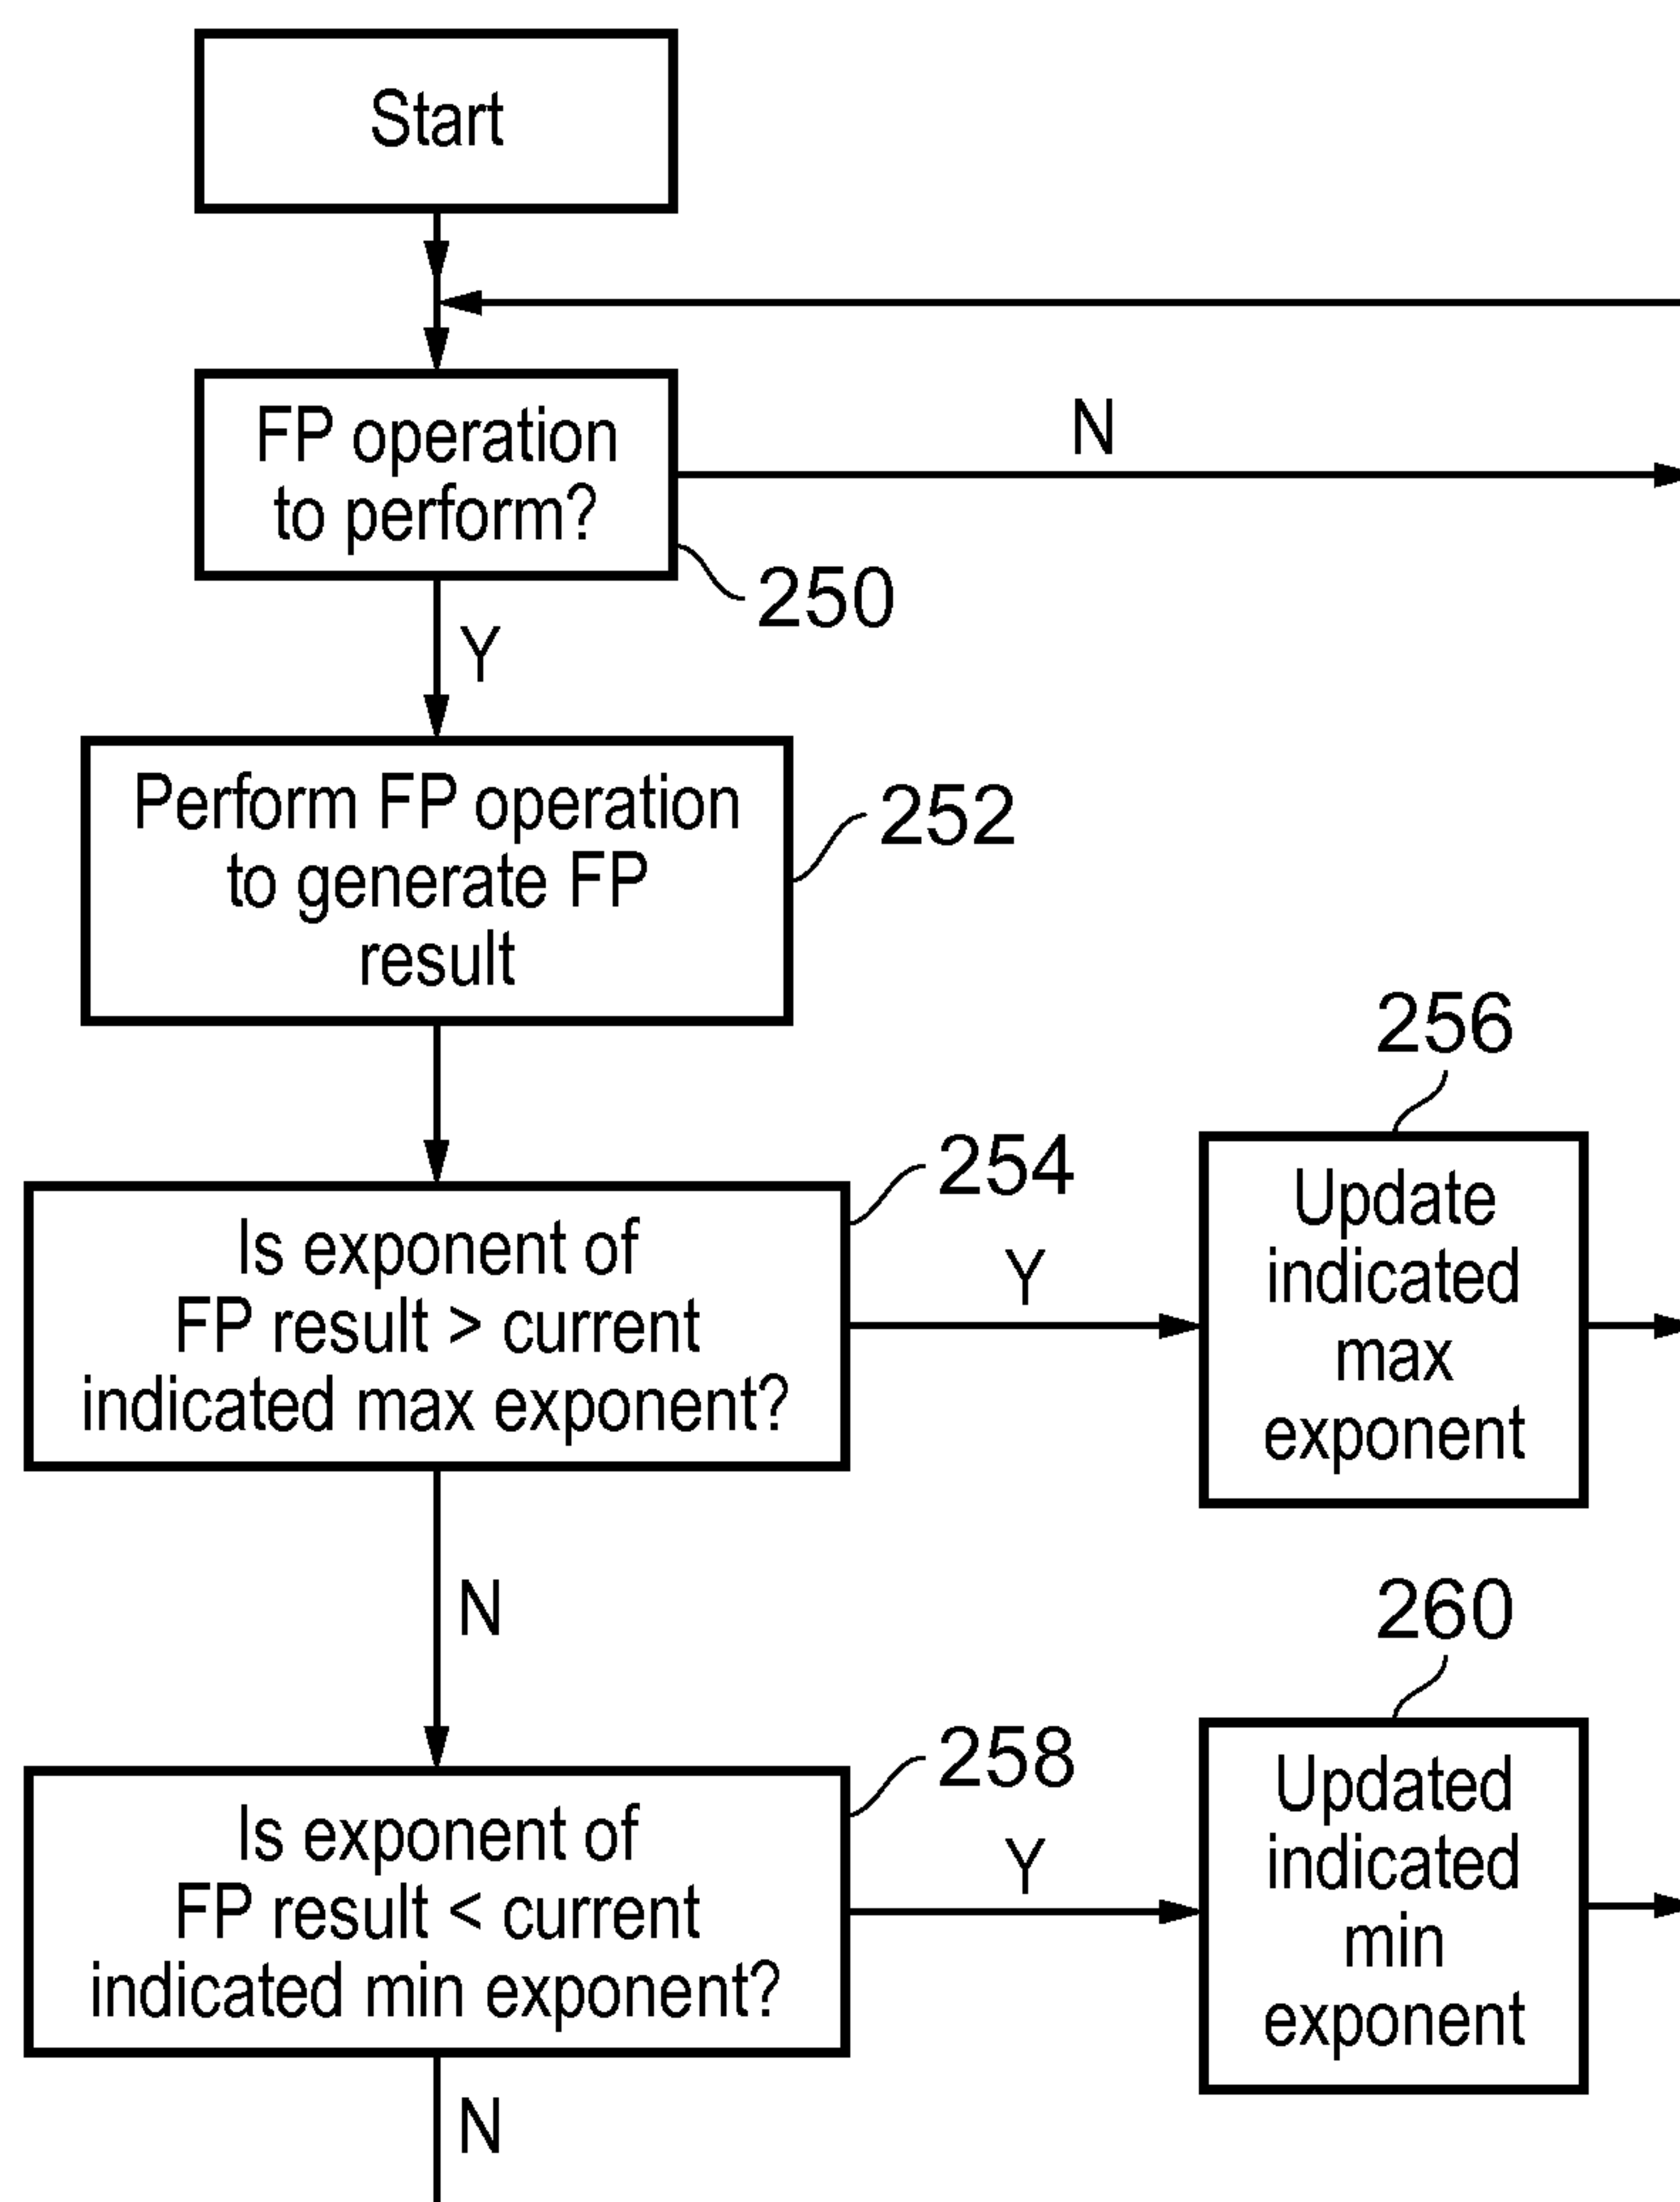 Start
FP operation
to perform?
N
250
Y
Perform FP operation
to generate FP
result
252
254
Is exponent of
FP result > current
indicated max exponent?
Y
256
Update
indicated
max
exponent
N
258
Is exponent of
FP result < current
indicated min exponent?
Y
260
Updated
indicated
min
exponent
N